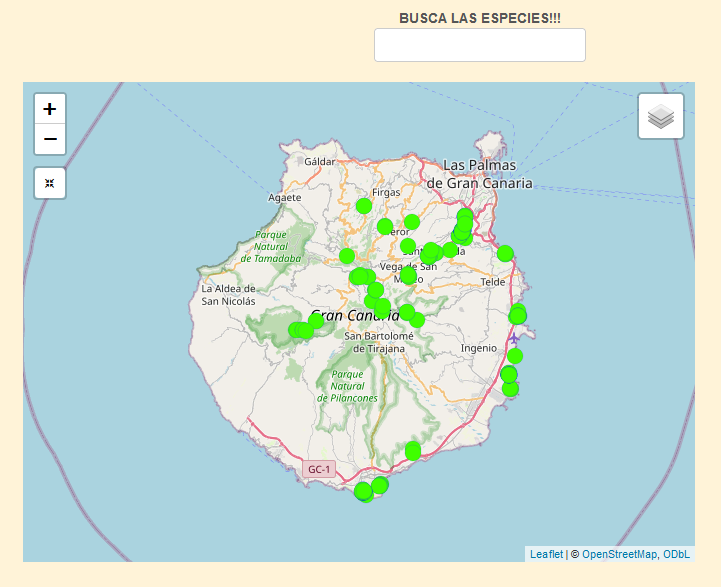 BUSCA LAS ESPECIES!!!
+
−
Gáldar
Las Palmas
de Gran Canaria
Agaete
Firgas
Parque
Natural
de Tamadaba
Vega de San
Telde
La Aldea de
San Nicolás
Gran Canaria
San Bartolomé
de Tirajana
Ingenio
Parque
Natural
de Pilancones
GC-1
Leaflet | © OpenStreetMap, ODbL